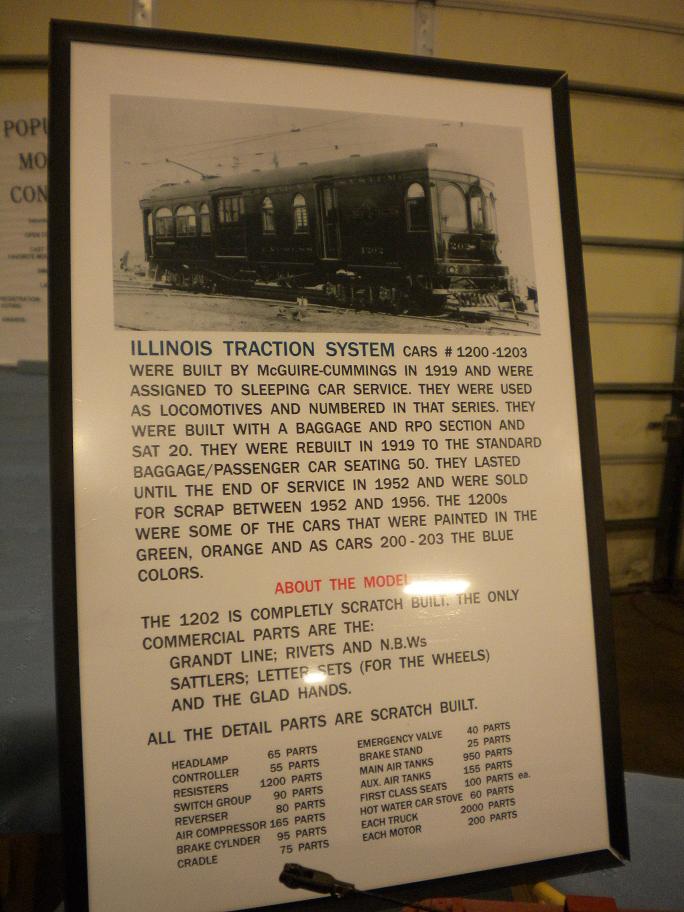 POPU
MO
CON
1202
202
ILLINOIS TRACTION SYSTEM CARS # 1200-1203
WERE BUILT BY McGUIRE-CUMMINGS IN 1919 AND WERE
ASSIGNED TO SLEEPING CAR SERVICE. THEY WERE USED
AS LOCOMOTIVES AND NUMBERED IN THAT SERIES. THEY
WERE BUILT WITH A BAGGAGE AND RPO SECTION AND
SAT 20. THEY WERE REBUILT IN 1919 TO THE STANDARD
BAGGAGE/PASSENGER CAR SEATING 50. THEY LASTED
UNTIL THE END OF SERVICE IN 1952 AND WERE SOLD
FOR SCRAP BETWEEN 1952 AND 1956. THE 1200s
WERE SOME OF THE CARS THAT WERE PAINTED IN THE
GREEN, ORANGE AND AS CARS 200-203 THE BLUE
COLORS.
ABOUT THE MODEL
THE 1202 IS COMPLETLY SCRATCH BUILT. THE ONLY
COMMERCIAL PARTS ARE THE:
GRANDT LINE; RIVETS AND N.B.Ws
SATTLERS; LETTER SETS (FOR THE WHEELS)
AND THE GLAD HANDS.
ALL THE DETAIL PARTS ARE SCRATCH BUILT.
HEADLAMP 65 PARTS
CONTROLLER 55 PARTS
RESISTERS 1200 PARTS
SWITCH GROUP 90 PARTS
REVERSER 80 PARTS
AIR COMPRESSOR 165 PARTS
BRAKE CYLNDER 95 PARTS
CRADLE 75 PARTS
EMERGENCY VALVE 40 PARTS
BRAKE STAND 25 PARTS
MAIN AIR TANKS 950 PARTS
AUX. AIR TANKS 155 PARTS
FIRST CLASS SEATS 100 PARTS ea.
HOT WATER CAR STOVE 60 PARTS
EACH TRUCK 2000 PARTS
EACH MOTOR 200 PARTS